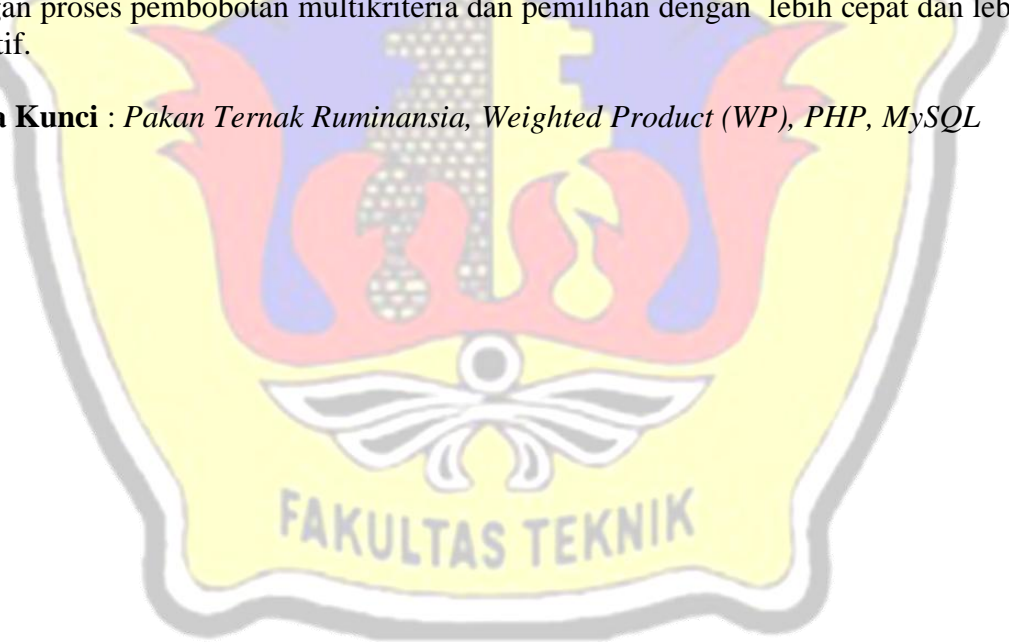 gan proses pembobotan multikriteria dan pemilihan dengan lebih cepat dan leb
tif.
a Kunci : Pakan Ternak Ruminansia, Weighted Product (WP), PHP, MySQL
FAKULTAS TEKNIK